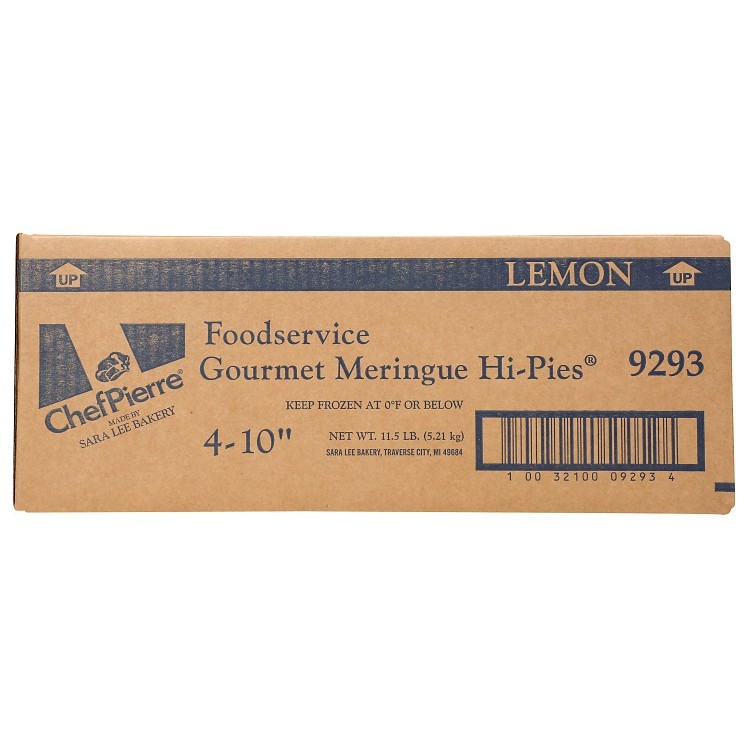 UP LEMON UP
ChefPierre®
MADE BY
SARA LEE BAKERY
Foodservice
Gourmet Meringue Hi-Pies® 9293
KEEP FROZEN AT 0°F OR BELOW
4-10" NET WT. 11.5 LB. (5.21 kg)
SARA LEE BAKERY, TRAVERSE CITY, MI 49684
1 00 32100 09293 4